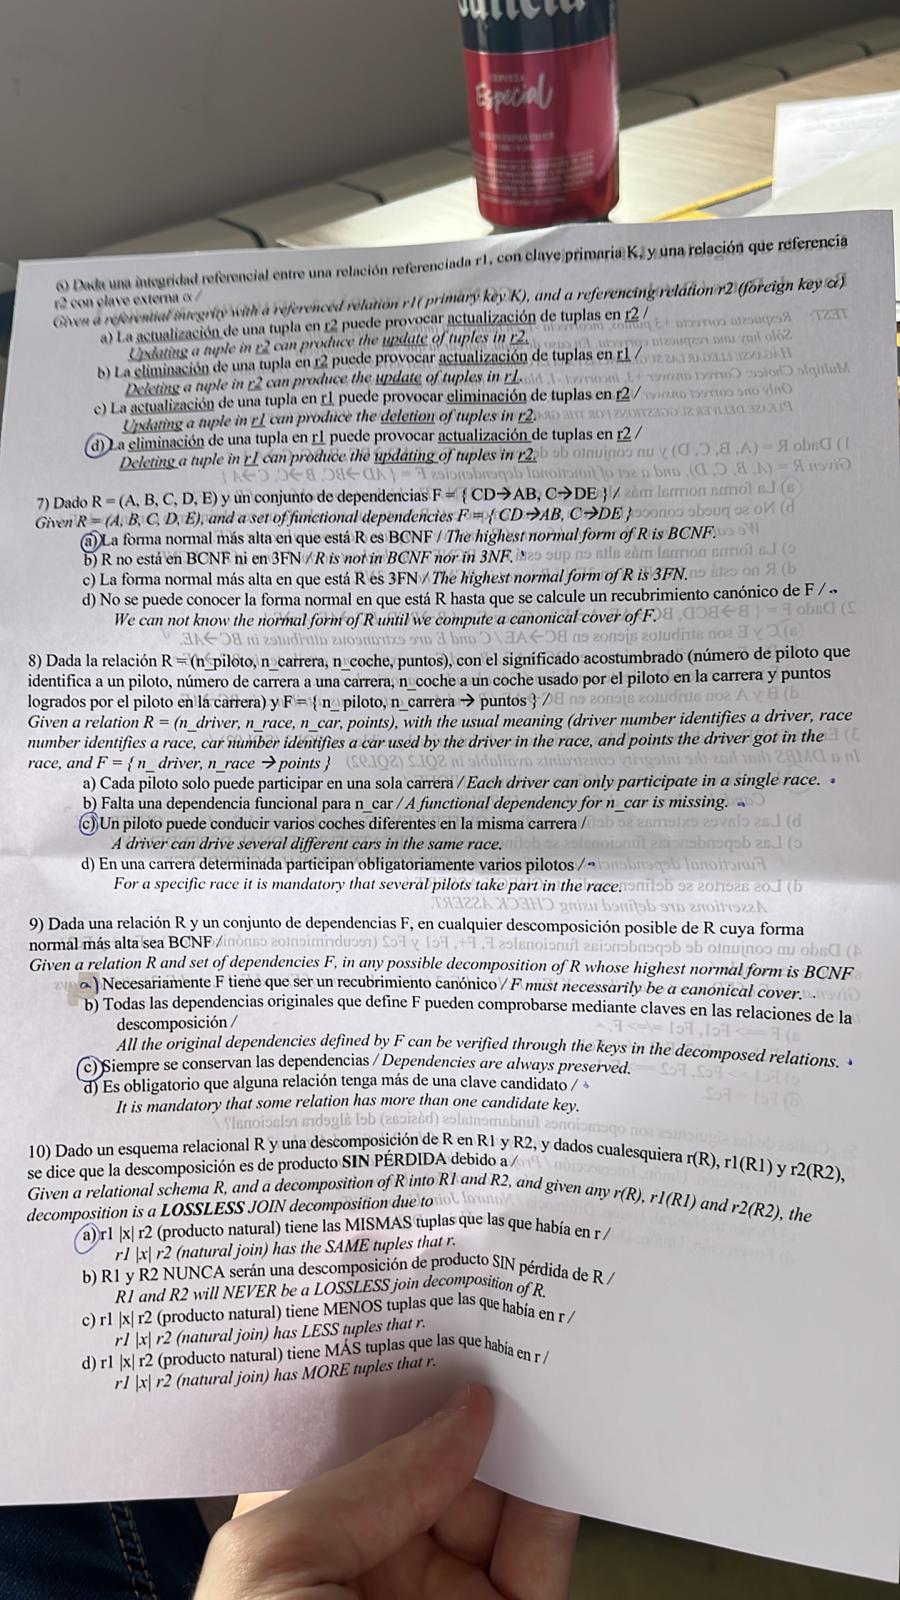 Especial
6) Dada una integridad referencial entre una relación referenciada r1, con clave primaria K, y una relación que referencia
r2 con clave externa α /
Given a referential integrity with a referenced relation r1( primary key K), and a referencing relation r2 (foreign key α)
a) La actualización de una tupla en r2 puede provocar actualización de tuplas en r2 /
Updating a tuple in r2 can produce the update of tuples in r2.
b) La eliminación de una tupla en r2 puede provocar actualización de tuplas en r1 /
Deleting a tuple in r2 can produce the update of tuples in r1.
c) La actualización de una tupla en r1 puede provocar eliminación de tuplas en r2 /
Updating a tuple in r1 can produce the deletion of tuples in r2.
d) La eliminación de una tupla en r1 puede provocar actualización de tuplas en r2 /
Deleting a tuple in r1 can produce the updating of tuples in r2.
7) Dado R = (A, B, C, D, E) y un conjunto de dependencias F = { CD→AB, C→DE } /
Given R = (A, B, C, D, E), and a set of functional dependencies F = { CD→AB, C→DE }
a) La forma normal más alta en que está R es BCNF / The highest normal form of R is BCNF.
b) R no está en BCNF ni en 3FN / R is not in BCNF nor in 3NF.
c) La forma normal más alta en que está R es 3FN / The highest normal form of R is 3FN.
d) No se puede conocer la forma normal en que está R hasta que se calcule un recubrimiento canónico de F /
We can not know the normal form of R until we compute a canonical cover of F.
8) Dada la relación R = (n_piloto, n_carrera, n_coche, puntos), con el significado acostumbrado (número de piloto que
identifica a un piloto, número de carrera a una carrera, n_coche a un coche usado por el piloto en la carrera y puntos
logrados por el piloto en la carrera) y F = { n_ piloto, n_carrera → puntos } /
Given a relation R = (n_driver, n_race, n_car, points), with the usual meaning (driver number identifies a driver, race
number identifies a race, car number identifies a car used by the driver in the race, and points the driver got in the
race, and F = { n_ driver, n_race → points }
a) Cada piloto solo puede participar en una sola carrera / Each driver can only participate in a single race.
b) Falta una dependencia funcional para n_car / A functional dependency for n_car is missing.
c) Un piloto puede conducir varios coches diferentes en la misma carrera /
A driver can drive several different cars in the same race.
d) En una carrera determinada participan obligatoriamente varios pilotos /
For a specific race it is mandatory that several pilots take part in the race.
9) Dada una relación R y un conjunto de dependencias F, en cualquier descomposición posible de R cuya forma
normal más alta sea BCNF /
Given a relation R and set of dependencies F, in any possible decomposition of R whose highest normal form is BCNF
a) Necesariamente F tiene que ser un recubrimiento canónico / F must necessarily be a canonical cover.
b) Todas las dependencias originales que define F pueden comprobarse mediante claves en las relaciones de la
descomposición /
All the original dependencies defined by F can be verified through the keys in the decomposed relations.
c) Siempre se conservan las dependencias / Dependencies are always preserved.
d) Es obligatorio que alguna relación tenga más de una clave candidato /
It is mandatory that some relation has more than one candidate key.
10) Dado un esquema relacional R y una descomposición de R en R1 y R2, y dados cualesquiera r(R), r1(R1) y r2(R2),
se dice que la descomposición es de producto SIN PÉRDIDA debido a /
Given a relational schema R, and a decomposition of R into R1 and R2, and given any r(R), r1(R1) and r2(R2), the
decomposition is a LOSSLESS JOIN decomposition due to
a) r1 |x| r2 (producto natural) tiene las MISMAS tuplas que las que había en r /
r1 |x| r2 (natural join) has the SAME tuples that r.
b) R1 y R2 NUNCA serán una descomposición de producto SIN pérdida de R /
R1 and R2 will NEVER be a LOSSLESS join decomposition of R.
c) r1 |x| r2 (producto natural) tiene MENOS tuplas que las que había en r /
r1 |x| r2 (natural join) has LESS tuples that r.
d) r1 |x| r2 (producto natural) tiene MÁS tuplas que las que había en r /
r1 |x| r2 (natural join) has MORE tuples that r.